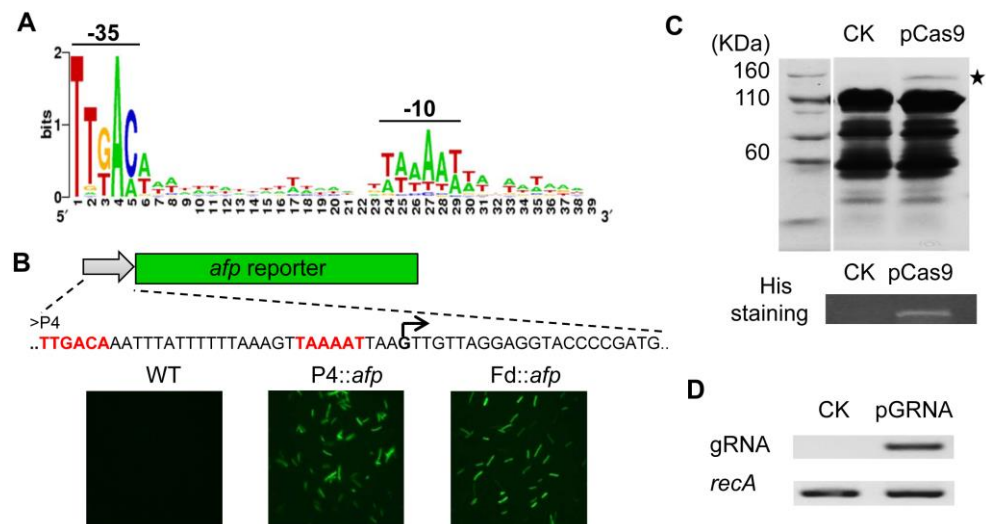 A
-35
-10
2
1
0
bits
1 2 3 4 5 6 7 8 9 10 11 12 13 14 15 16 17 18 19 20 21 22 23 24 25 26 27 28 29 30 31 32 33 34 35 36 37 38 39
5′ 3′
B
afp reporter
>P4
..TTGACAAATTTATTTTTTAAAGTTAAAATTAAGTTGTTAGGAGGTACCCCGATG..
WT P4::afp Fd::afp
C
(KDa) CK pCas9
160 ★
110
60
CK pCas9
His
staining
D
CK pGRNA
gRNA
recA